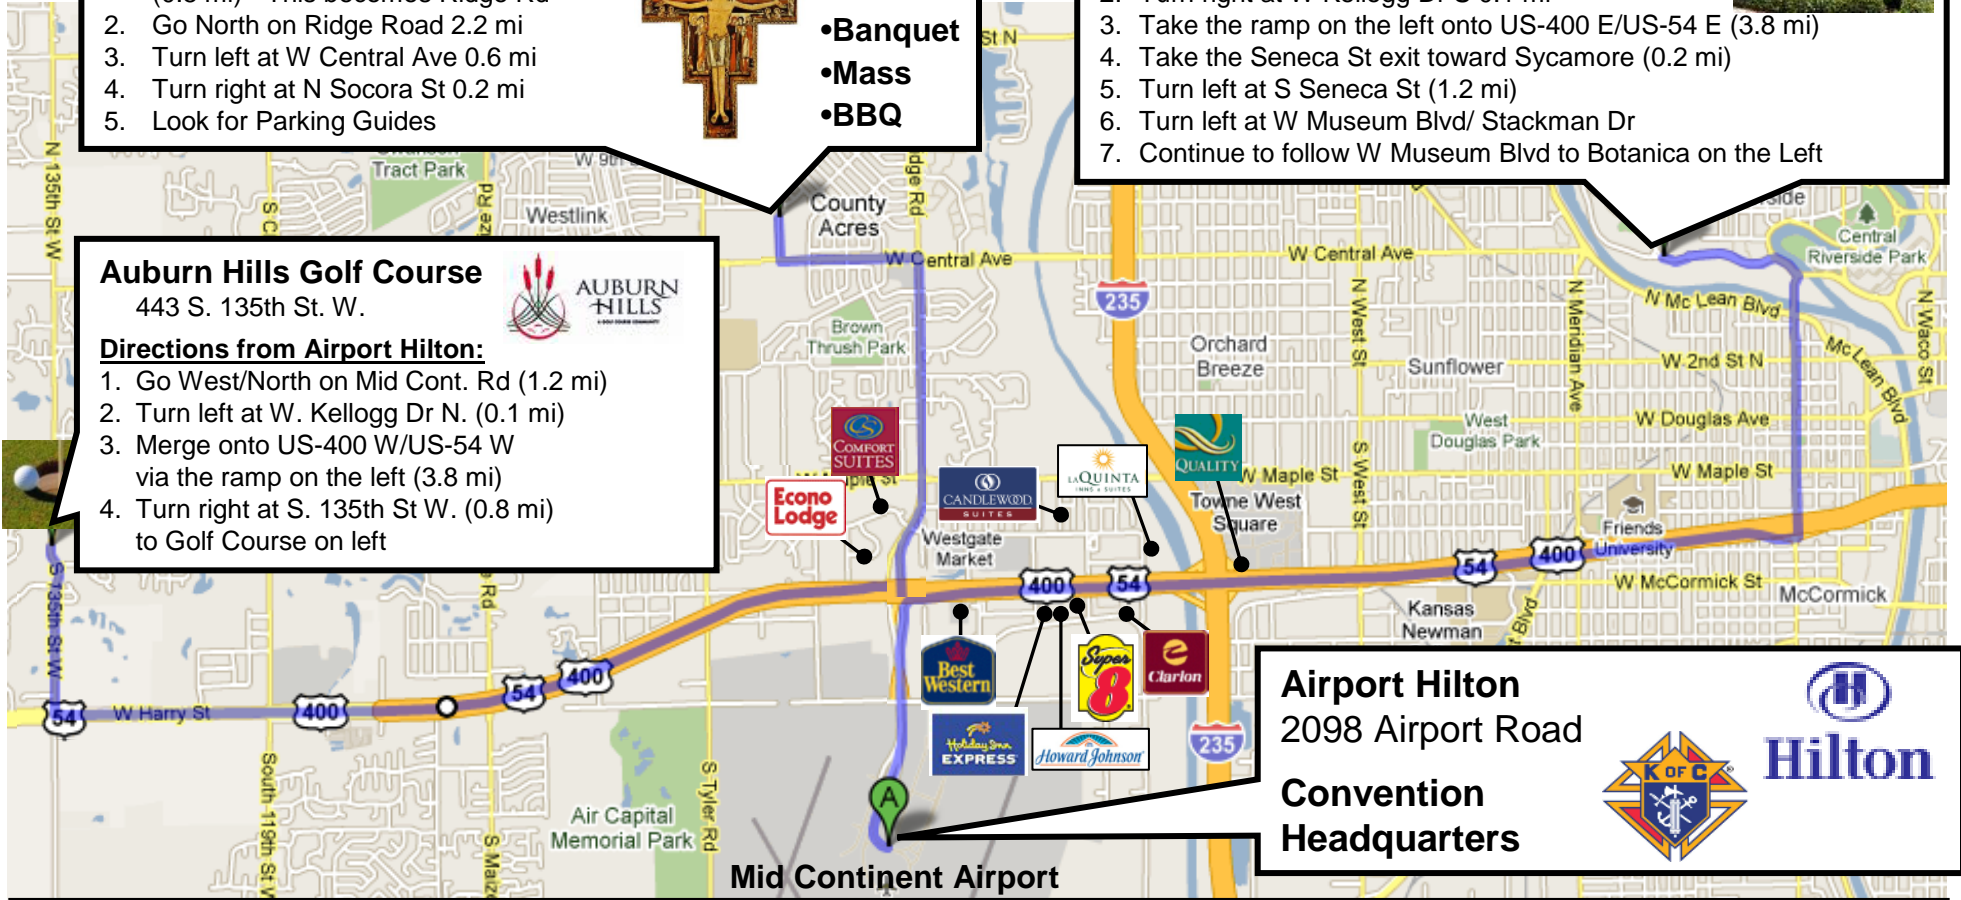 2. Go North on Ridge Road 2.2 mi
3. Turn left at W Central Ave 0.6 mi
4. Turn right at N Socora St 0.2 mi
5. Look for Parking Guides
•Banquet
•Mass
•BBQ
3. Take the ramp on the left onto US-400 E/US-54 E (3.8 mi)
4. Take the Seneca St exit toward Sycamore (0.2 mi)
5. Turn left at S Seneca St (1.2 mi)
6. Turn left at W Museum Blvd/ Stackman Dr
7. Continue to follow W Museum Blvd to Botanica on the Left
St N
N 135th St W
Tract Park
Westlink
County
Acres
W Central Ave
W Central Ave
Central
Riverside Park
Auburn Hills Golf Course
443 S. 135th St. W.
AUBURN
HILLS
Directions from Airport Hilton:
1. Go West/North on Mid Cont. Rd (1.2 mi)
2. Turn left at W. Kellogg Dr N. (0.1 mi)
3. Merge onto US-400 W/US-54 W
via the ramp on the left (3.8 mi)
4. Turn right at S. 135th St W. (0.8 mi)
to Golf Course on left
235
Brown
Thrush Park
Orchard
Breeze
N West St
N Meridian Ave
N Mc Lean Blvd
N Waco St
Sunflower
W 2nd St N
Mc Lean Blvd
West
Douglas Park
W Douglas Ave
COMFORT
SUITES
Econo
Lodge
CANDLEWOOD
SUITES
LAQUINTA
INNS & SUITES
QUALITY
W Maple St
W Maple St
S West St
Towne West
Square
Westgate
Market
Friends
University
400
54
54
400
W McCormick St
McCormick
Kansas
Newman
S 135th St W
54
W Harry St
400
54
400
Best
Western
Super
8
Clarion
Holiday Inn
EXPRESS
Howard Johnson
235
South 119th St W
S Tyler Rd
Air Capital
Memorial Park
A
Mid Continent Airport
Airport Hilton
2098 Airport Road
Convention
Headquarters
K OF C
H
Hilton